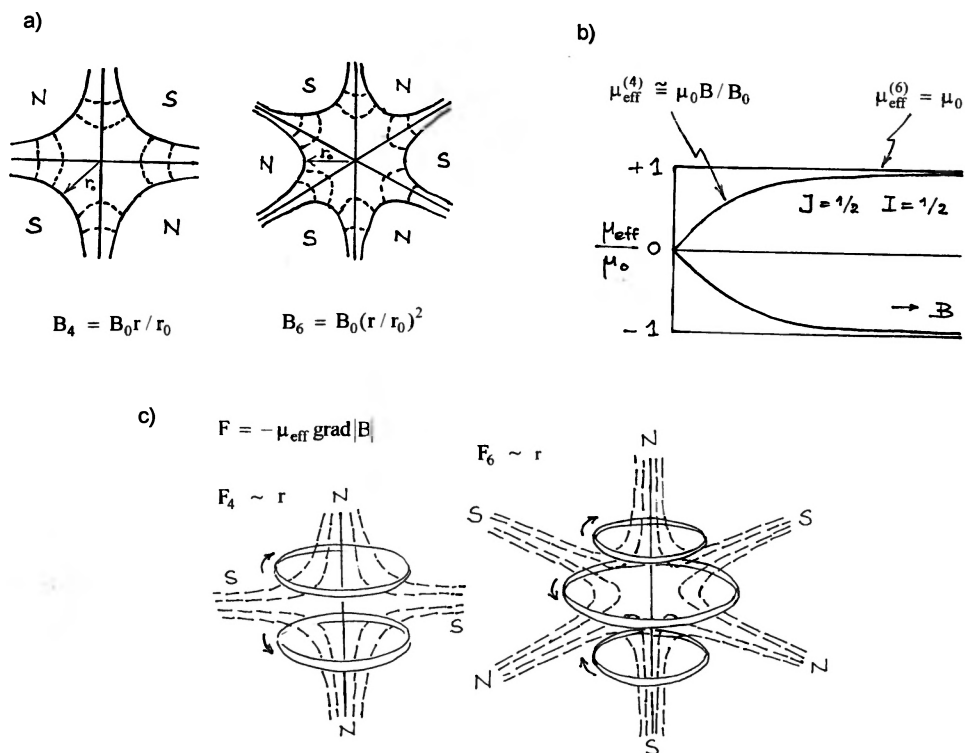 a)
N
S
r₀
S
N
B₄ = B₀r/r₀
S
N
N
r₀
S
S
N
B₆ = B₀(r/r₀)²
b)
μ_eff^(4) ≅ μ₀B/B₀
μ_eff^(6) = μ₀
+1
J = 1/2 I = 1/2
μ_eff/μ₀
0
→ B
-1
c)
F = −μ_eff grad|B|
F₄ ~ r
N
S
S
N
F₆ ~ r
N
S
S
N
N
S